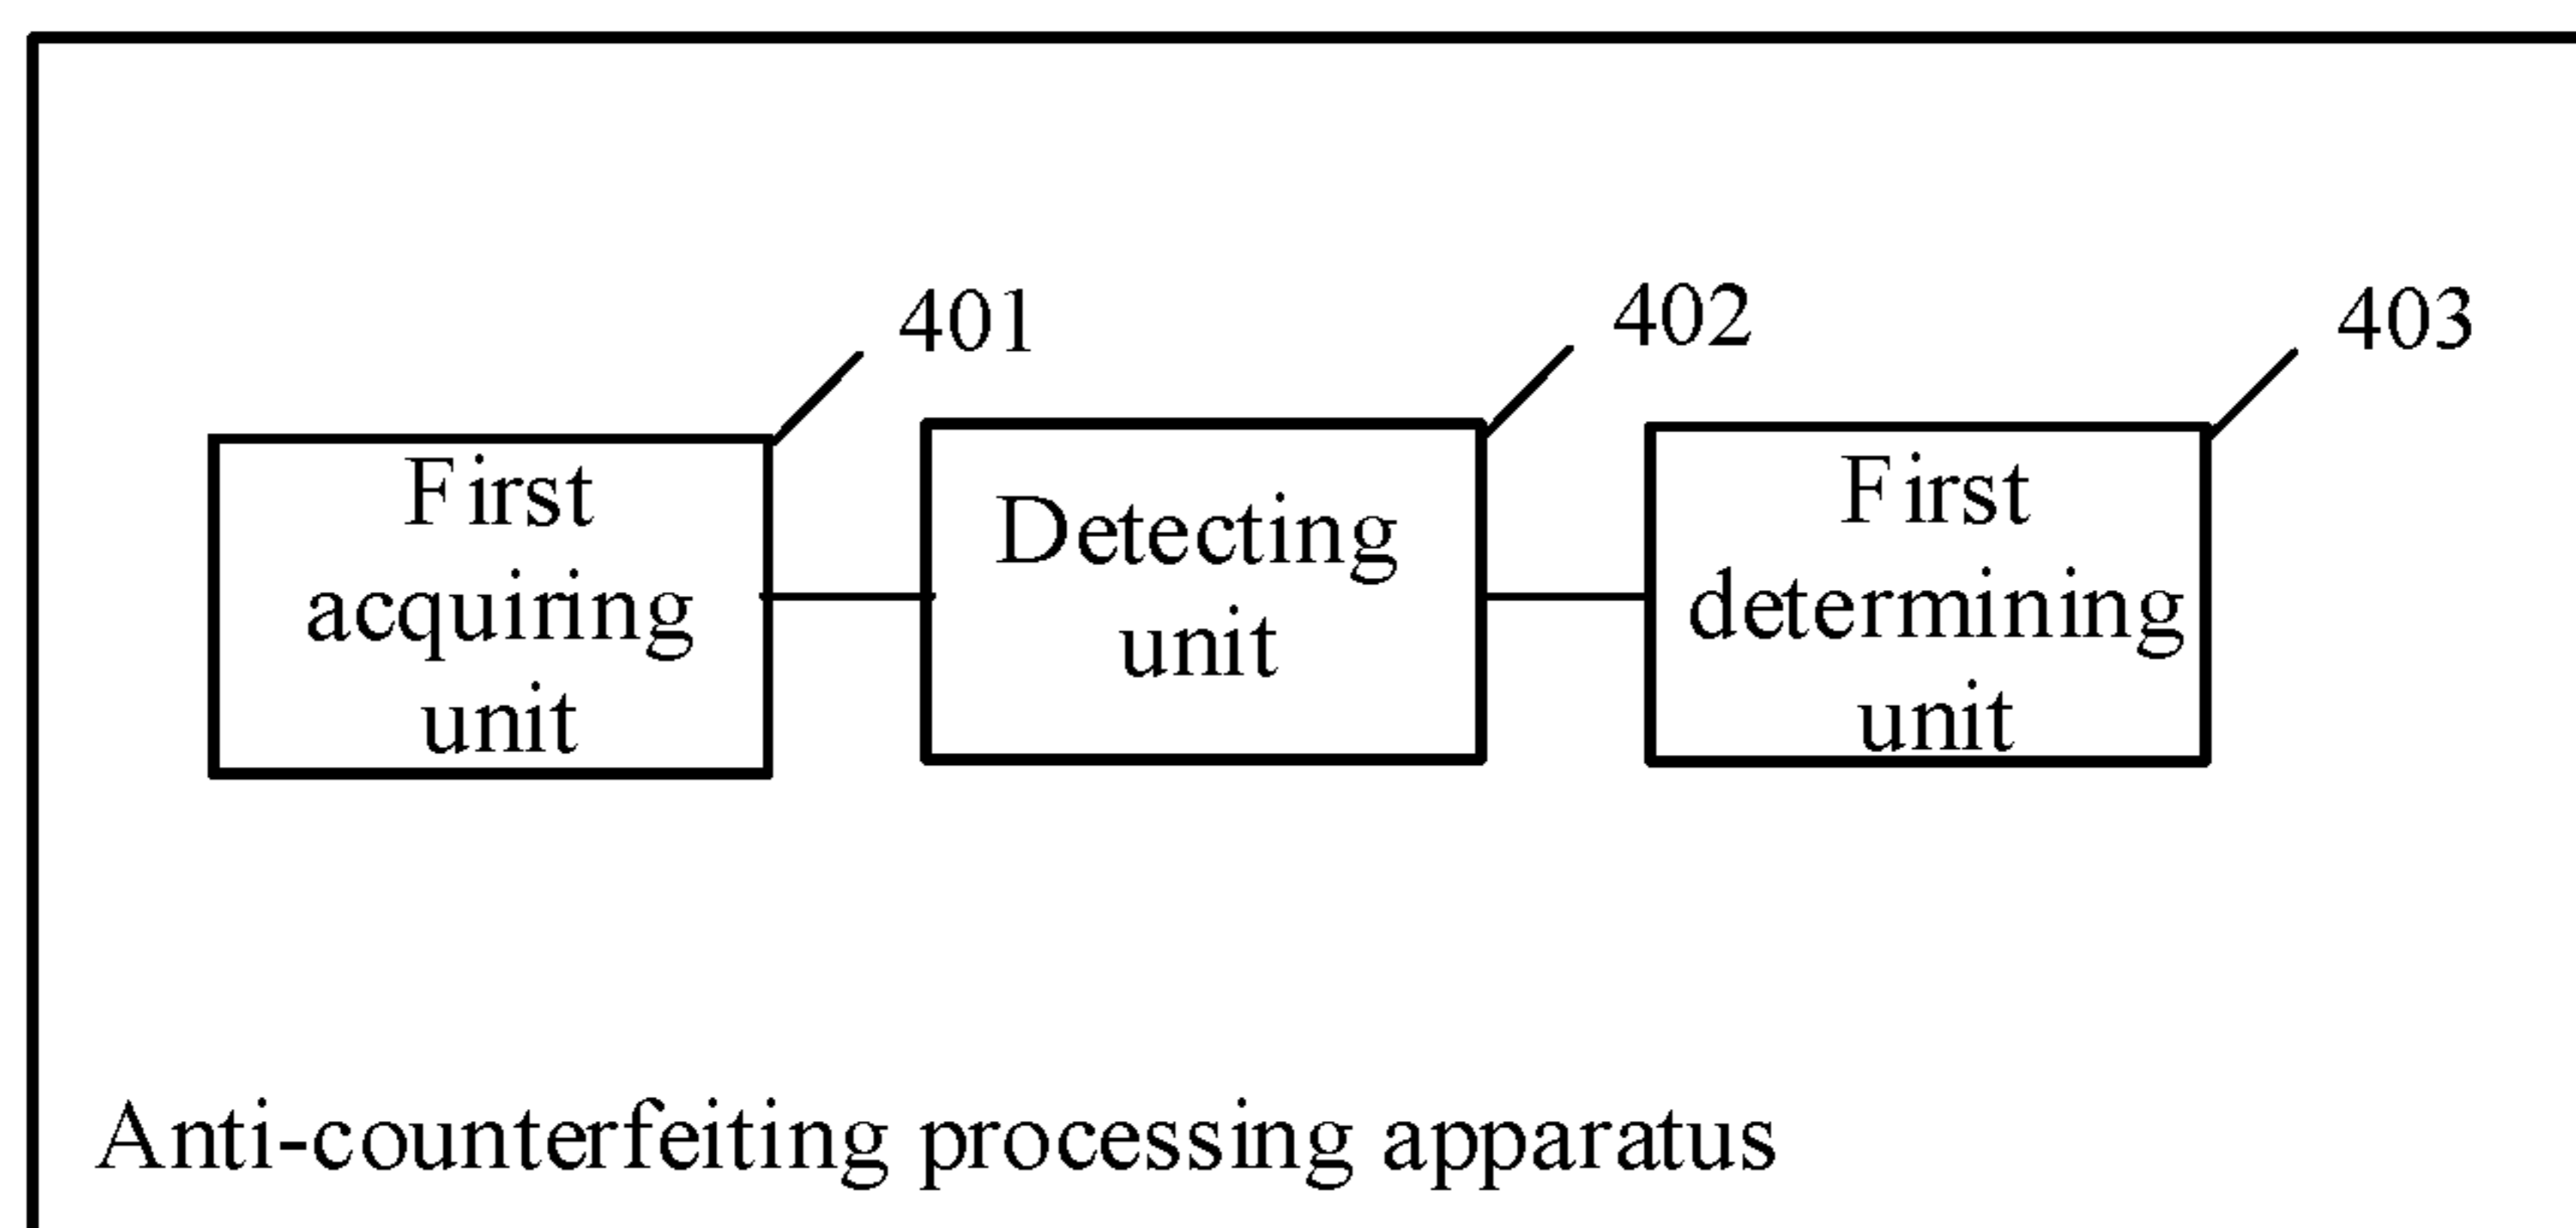 401
402
403
First
acquiring
unit
Detecting
unit
First
determining
unit
Anti-counterfeiting processing apparatus